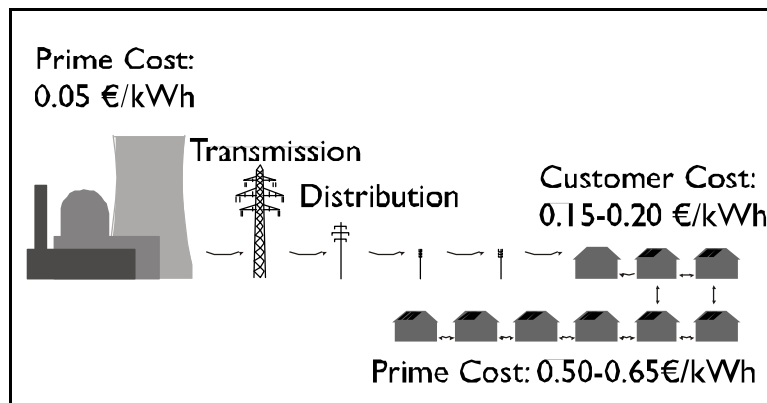 Prime Cost:
0.05 €/kWh
Transmission
Distribution
Customer Cost:
0.15-0.20 €/kWh
Prime Cost: 0.50-0.65€/kWh